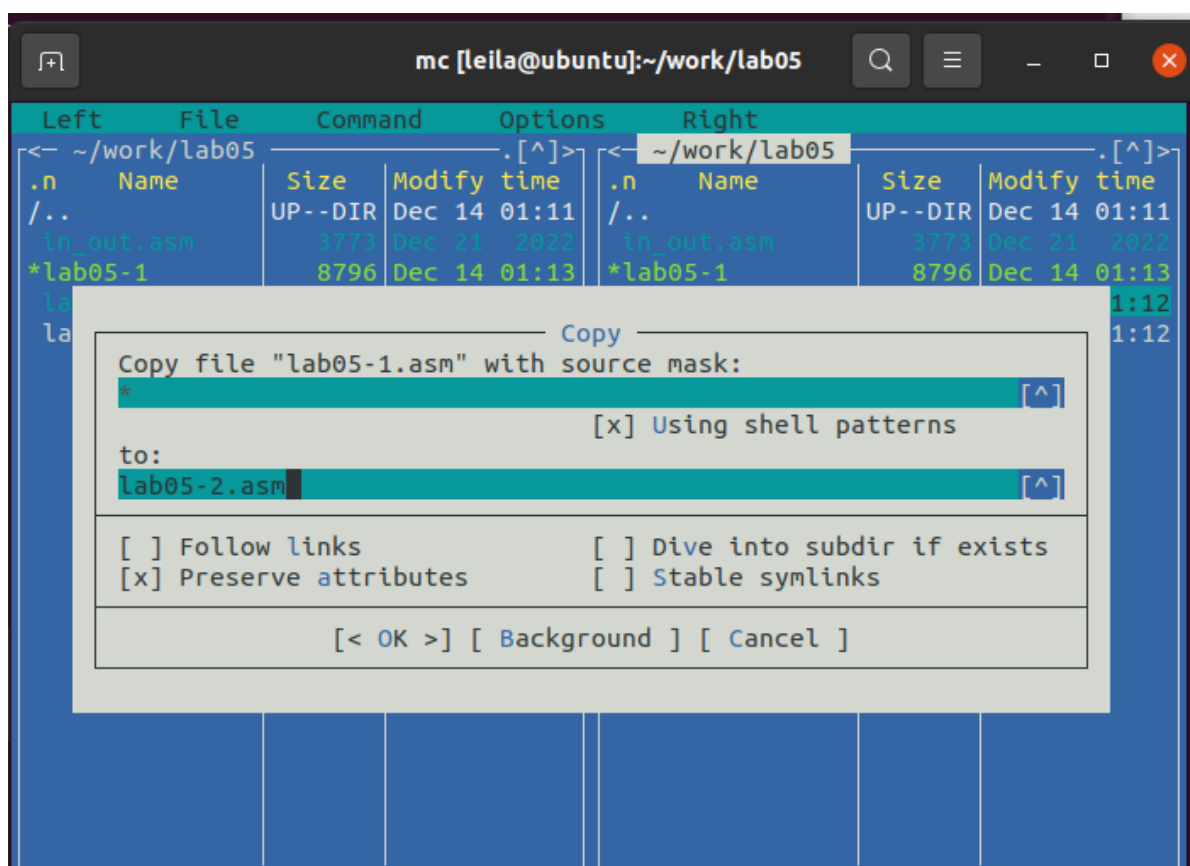 mc [leila@ubuntu]:~/work/lab05
Left File Command Options Right
<─ ~/work/lab05 ─.[^]>┐ <─ ~/work/lab05 ─.[^]>┐
.n Name Size Modify time .n Name Size Modify time
/.. UP--DIR Dec 14 01:11 /.. UP--DIR Dec 14 01:11
in_out.asm 3773 Dec 21 2022 in_out.asm 3773 Dec 21 2022
*lab05-1 8796 Dec 14 01:13 *lab05-1 8796 Dec 14 01:13
la 1:12
la 1:12
Copy
Copy file "lab05-1.asm" with source mask:
* [^]
[x] Using shell patterns
to:
lab05-2.asm [^]
[ ] Follow links [ ] Dive into subdir if exists
[x] Preserve attributes [ ] Stable symlinks
[< OK >] [ Background ] [ Cancel ]